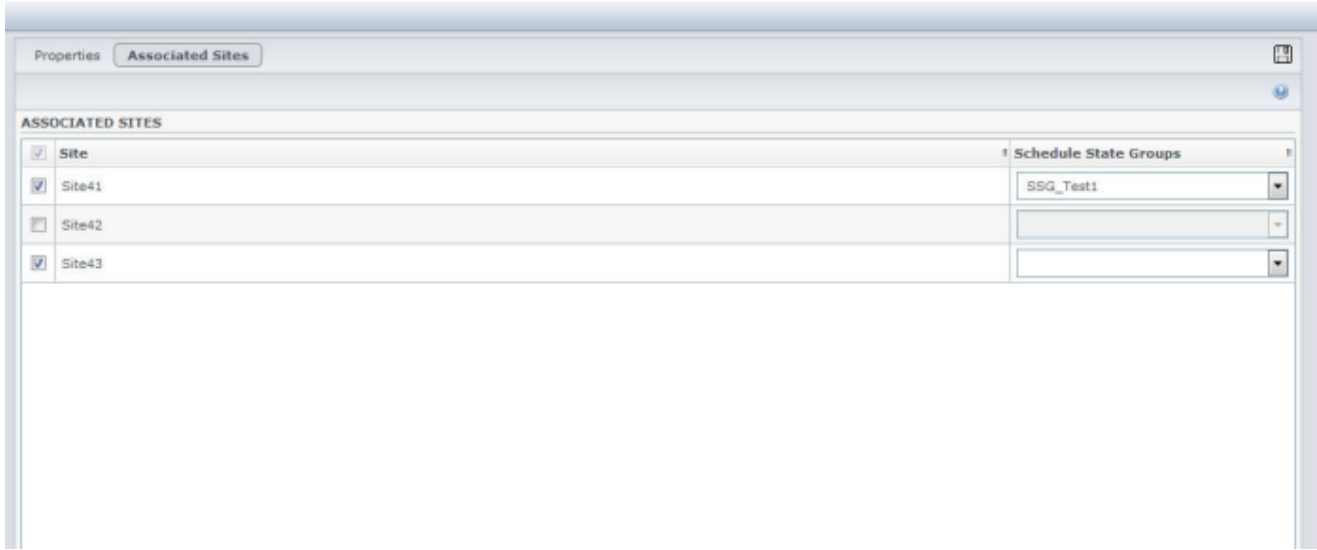 Properties Associated Sites
ASSOCIATED SITES
Site Schedule State Groups
Site41 SSG_Test1
Site42
Site43